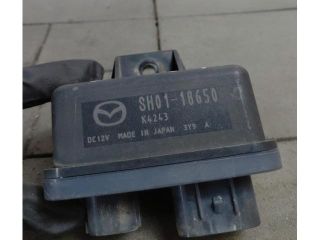 SH01-18650
K4243
DC12V MADE IN JAPAN 3Y9 A